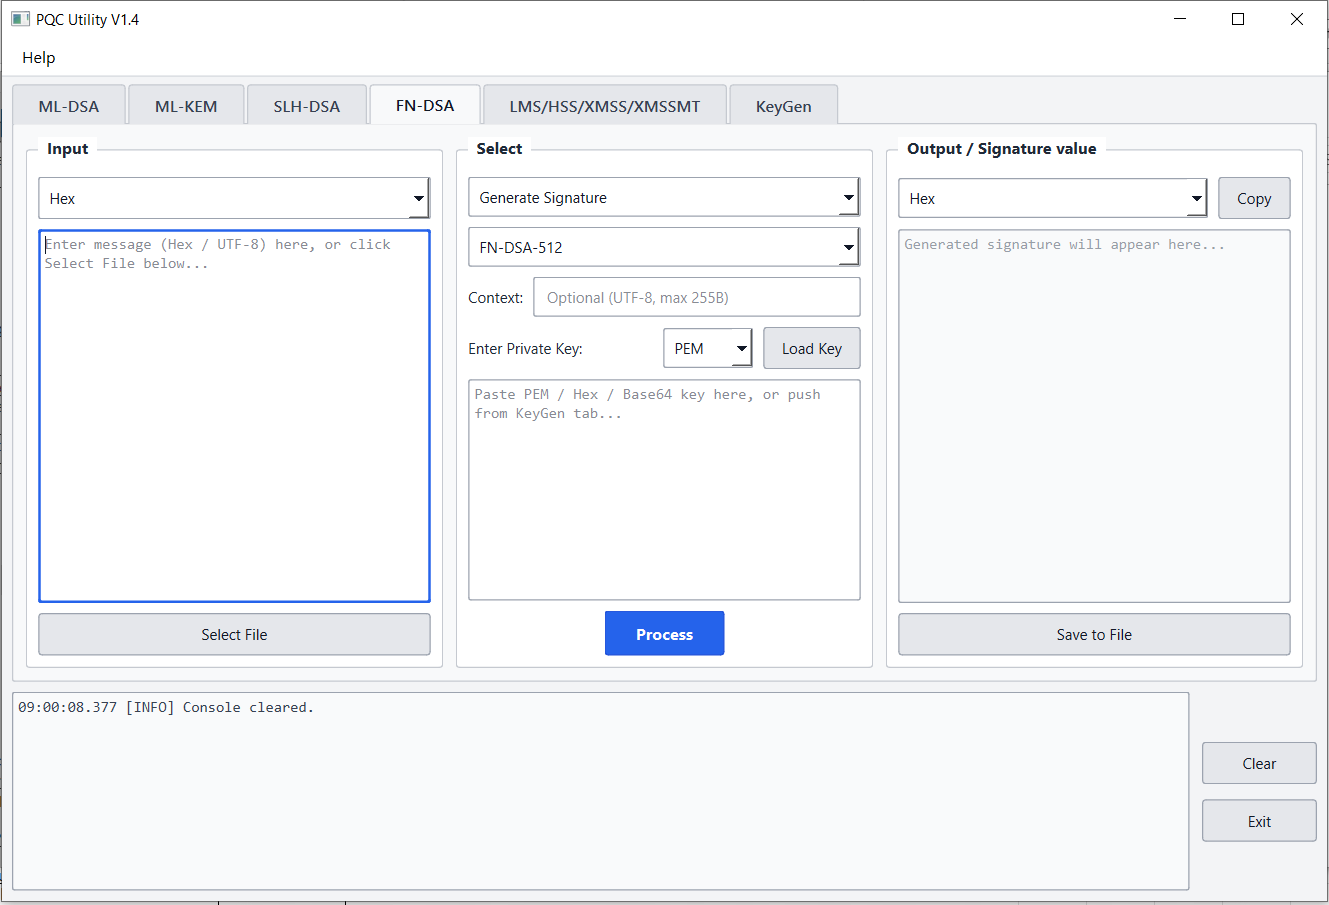 PQC Utility V1.4
Help
ML-DSA
ML-KEM
SLH-DSA
FN-DSA
LMS/HSS/XMSS/XMSSMT
KeyGen
Input
Hex
Enter message (Hex / UTF-8) here, or click
Select File below...
Select File
Select
Generate Signature
FN-DSA-512
Context:
Optional (UTF-8, max 255B)
Enter Private Key:
PEM
Load Key
Paste PEM / Hex / Base64 key here, or push
from KeyGen tab...
Process
Output / Signature value
Hex
Copy
Generated signature will appear here...
Save to File
09:00:08.377 [INFO] Console cleared.
Clear
Exit